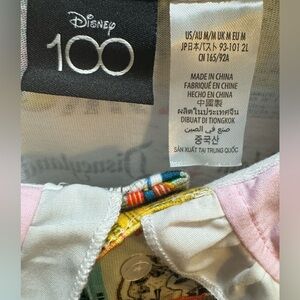 Disney
100
US/AU M/M UK M EU M
JP 日本/バスト 93-101 2L
CN 165/92A
MADE IN CHINA
FABRIQUÉ EN CHINE
HECHO EN CHINA
中國製
ผลิตในประเทศจีน
DIBUAT DI TIONGKOK
صنع في الصين
중국산
SẢN XUẤT TẠI TRUNG QUỐC
Disneyland